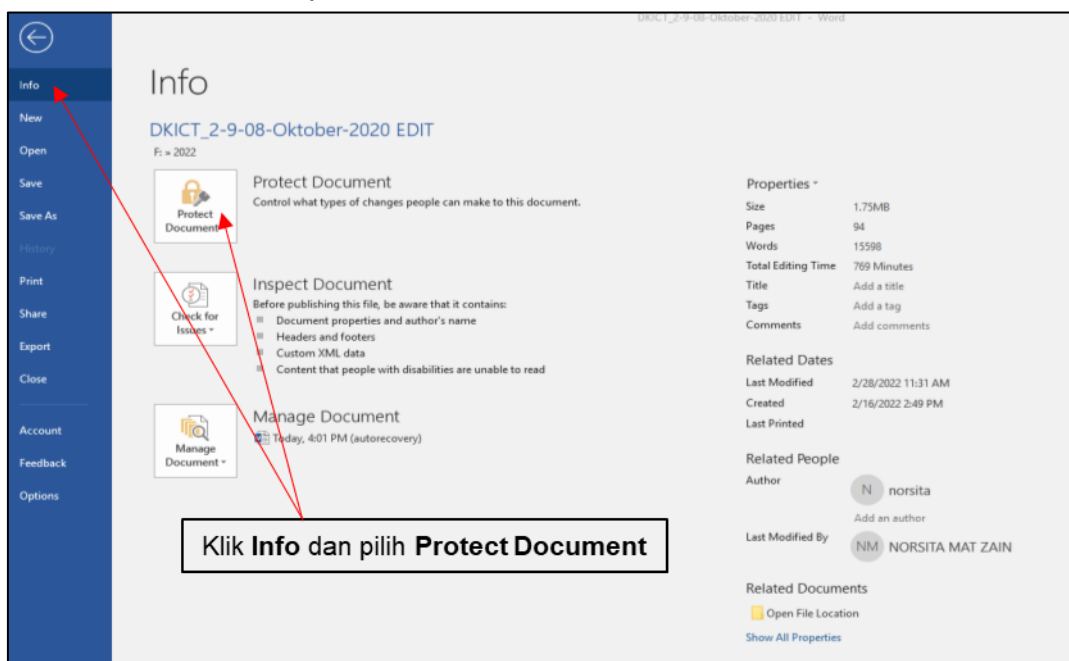 DKICT_2-9-08-Oktober-2020 EDIT - Word
Info
New
Open
Save
Save As
History
Print
Share
Export
Close
Account
Feedback
Options
Info
DKICT_2-9-08-Oktober-2020 EDIT
F: » 2022
Protect Document
Protect Document
Control what types of changes people can make to this document.
Check for
Issues
Inspect Document
Before publishing this file, be aware that it contains:
Document properties and author's name
Headers and footers
Custom XML data
Content that people with disabilities are unable to read
Manage
Document
Manage Document
Today, 4:01 PM (autorecovery)
Klik Info dan pilih Protect Document
Properties
Size 1.75MB
Pages 94
Words 15598
Total Editing Time 769 Minutes
Title Add a title
Tags Add a tag
Comments Add comments
Related Dates
Last Modified 2/28/2022 11:31 AM
Created 2/16/2022 2:49 PM
Last Printed
Related People
Author
N norsita
Add an author
Last Modified By
NM NORSITA MAT ZAIN
Related Documents
Open File Location
Show All Properties